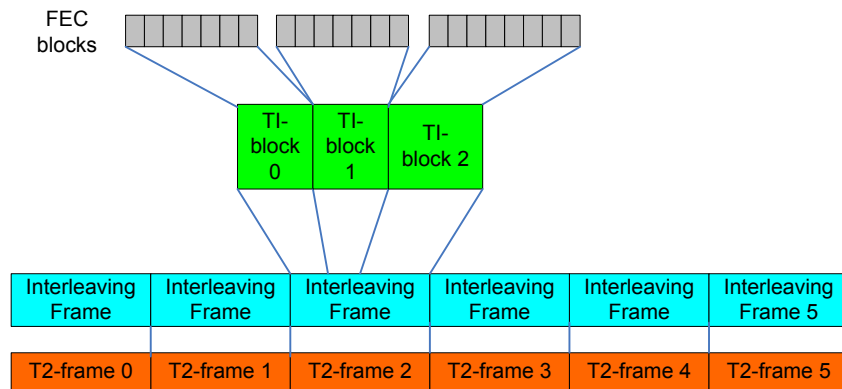 FEC
blocks
TI-
block
0
TI-
block
1
TI-
block 2
Interleaving
Frame
Interleaving
Frame
Interleaving
Frame
Interleaving
Frame
Interleaving
Frame
Interleaving
Frame 5
T2-frame 0
T2-frame 1
T2-frame 2
T2-frame 3
T2-frame 4
T2-frame 5